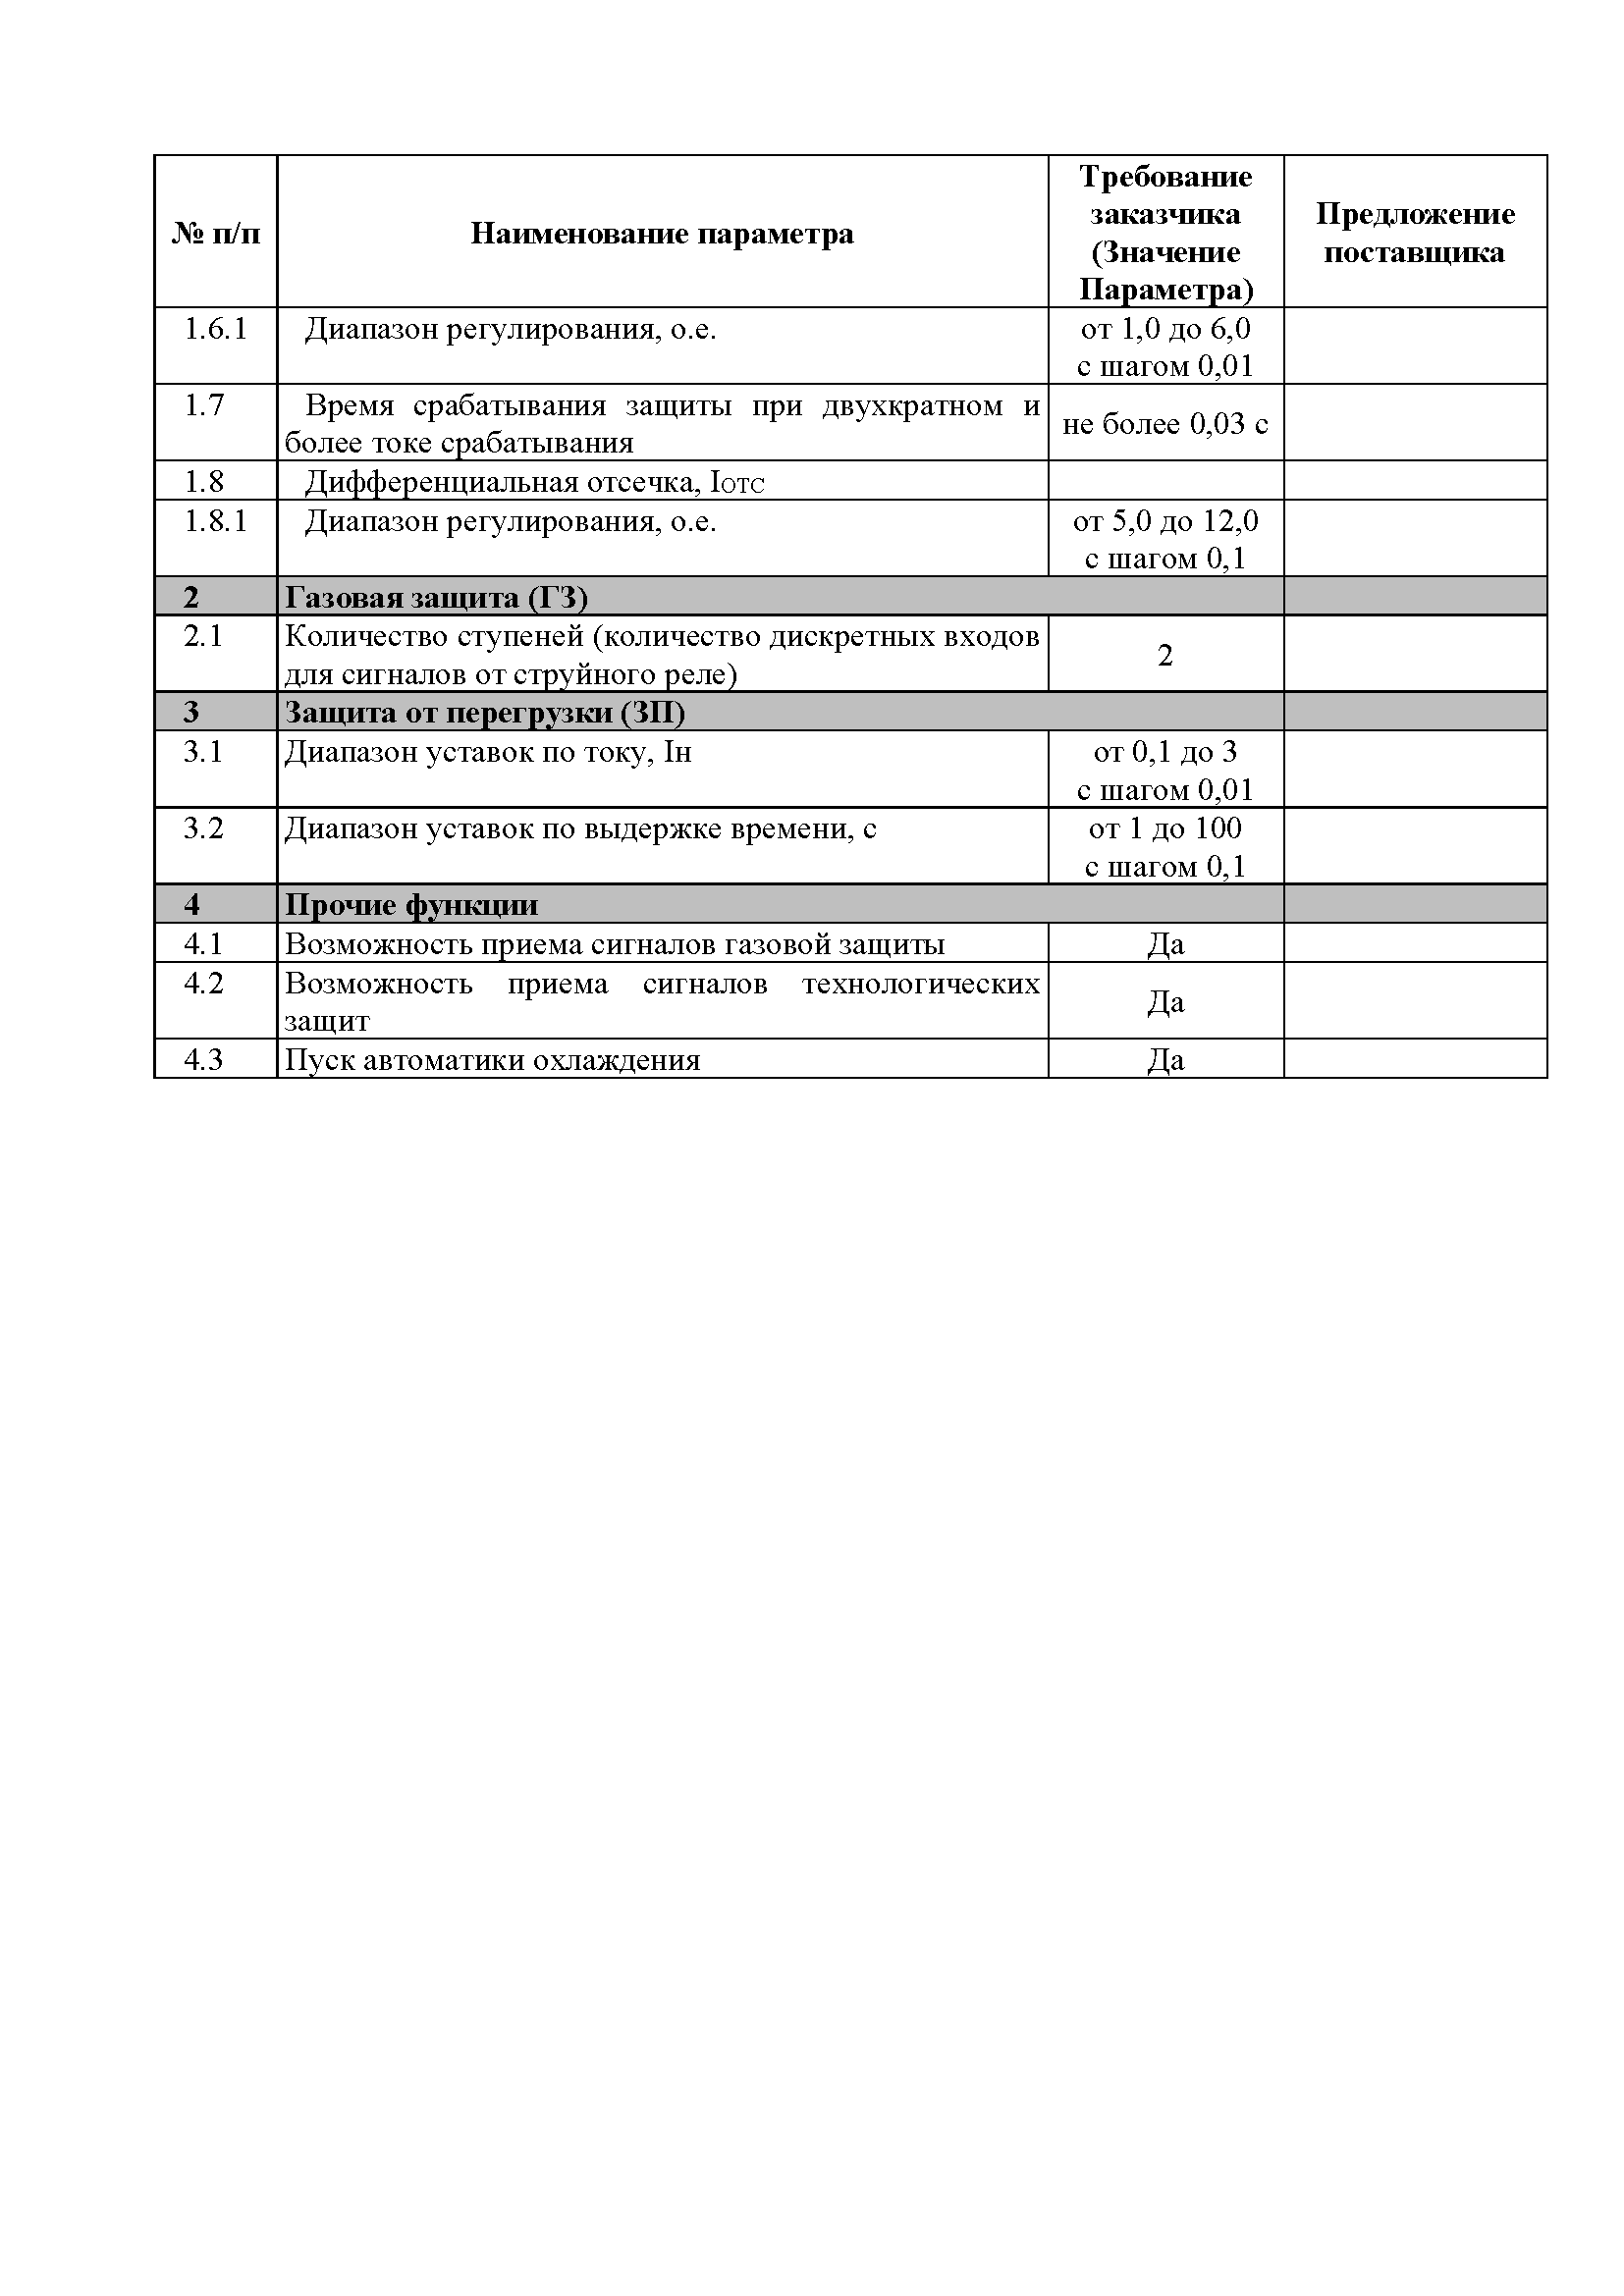 № п/п
Наименование параметра
Требование
заказчика
(Значение
Параметра)
Предложение
поставщика
1.6.1
Диапазон регулирования, о.е.
от 1,0 до 6,0
с шагом 0,01
1.7
Время срабатывания защиты при двухкратном и
более токе срабатывания
не более 0,03 с
1.8
Дифференциальная отсечка, Iотс
1.8.1
Диапазон регулирования, о.е.
от 5,0 до 12,0
с шагом 0,1
2
Газовая защита (ГЗ)
2.1
Количество ступеней (количество дискретных входов
для сигналов от струйного реле)
2
3
Защита от перегрузки (ЗП)
3.1
Диапазон уставок по току, Iн
от 0,1 до 3
с шагом 0,01
3.2
Диапазон уставок по выдержке времени, с
от 1 до 100
с шагом 0,1
4
Прочие функции
4.1
Возможность приема сигналов газовой защиты
Да
4.2
Возможность приема сигналов технологических
защит
Да
4.3
Пуск автоматики охлаждения
Да